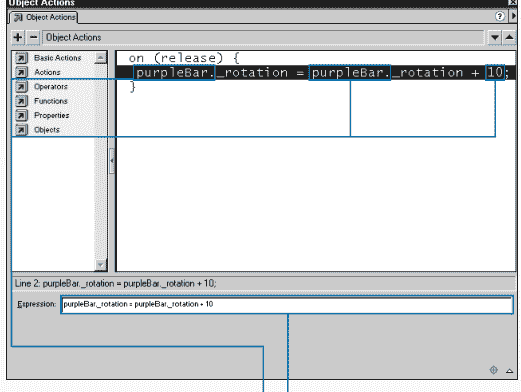 Object Actions
Object Actions
Object Actions
Basic Actions
Actions
Operators
Functions
Properties
Objects
on (release) {
purpleBar._rotation = purpleBar._rotation + 10;
}
Line 2: purpleBar._rotation = purpleBar._rotation + 10;
Expression: purpleBar._rotation = purpleBar._rotation + 10